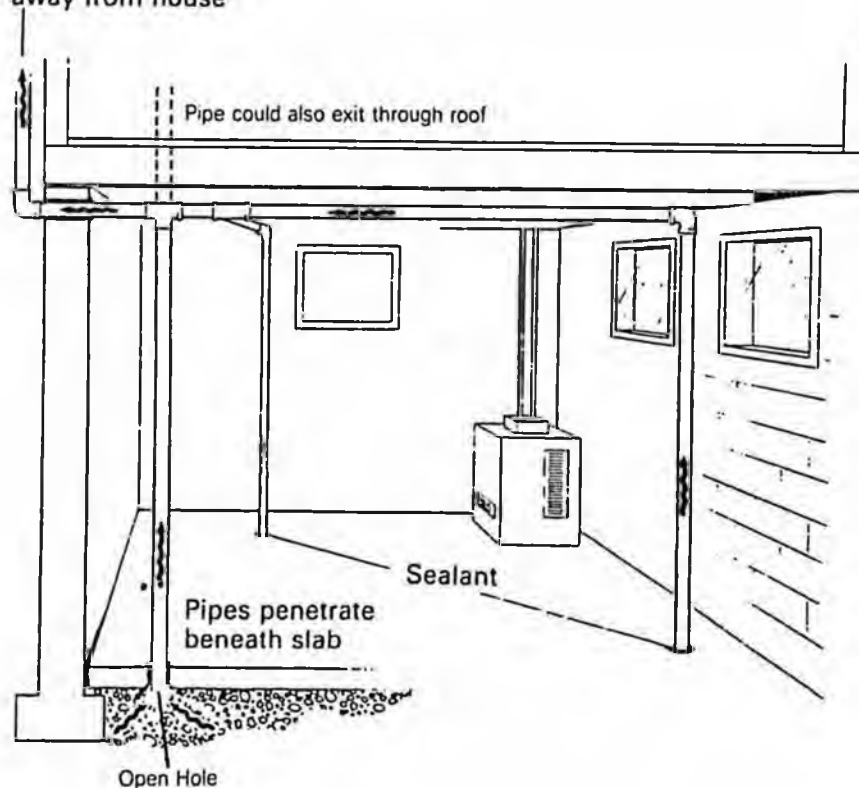 away from house
Pipe could also exit through roof
Sealant
Pipes penetrate
beneath slab
Open Hole